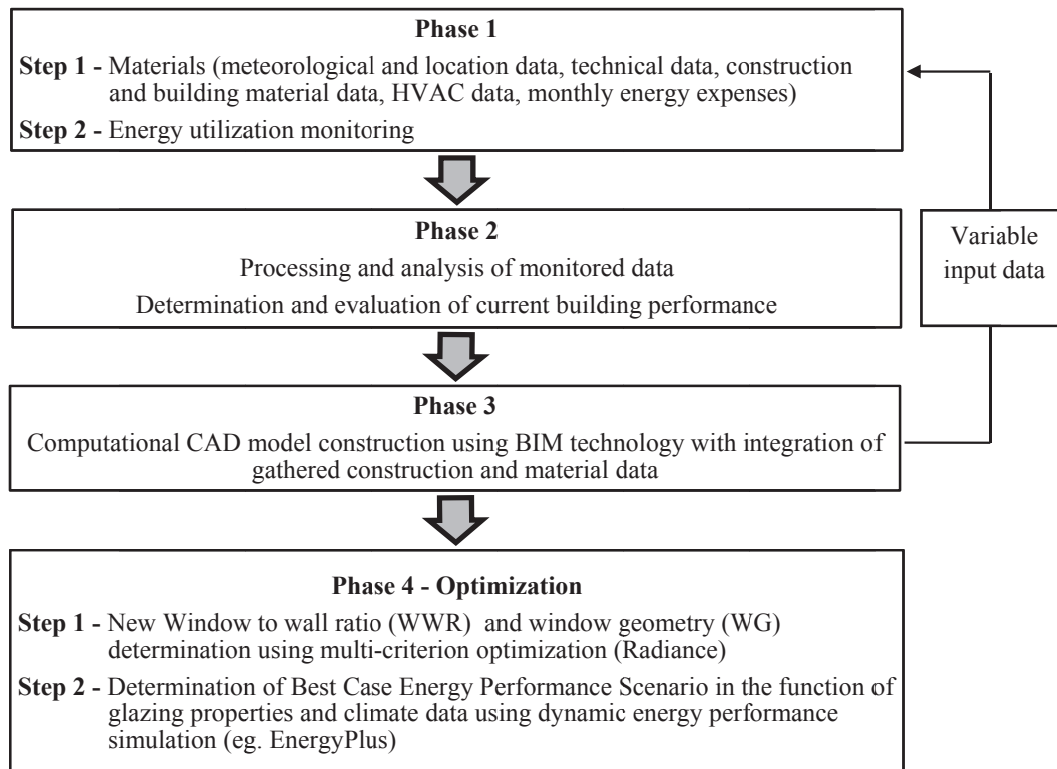 Phase 1
Step 1 - Materials (meteorological and location data, technical data, construction
and building material data, HVAC data, monthly energy expenses)
Step 2 - Energy utilization monitoring
Phase 2
Processing and analysis of monitored data
Determination and evaluation of current building performance
Variable
input data
Phase 3
Computational CAD model construction using BIM technology with integration of
gathered construction and material data
Phase 4 - Optimization
Step 1 - New Window to wall ratio (WWR) and window geometry (WG)
determination using multi-criterion optimization (Radiance)
Step 2 - Determination of Best Case Energy Performance Scenario in the function of
glazing properties and climate data using dynamic energy performance
simulation (eg. EnergyPlus)